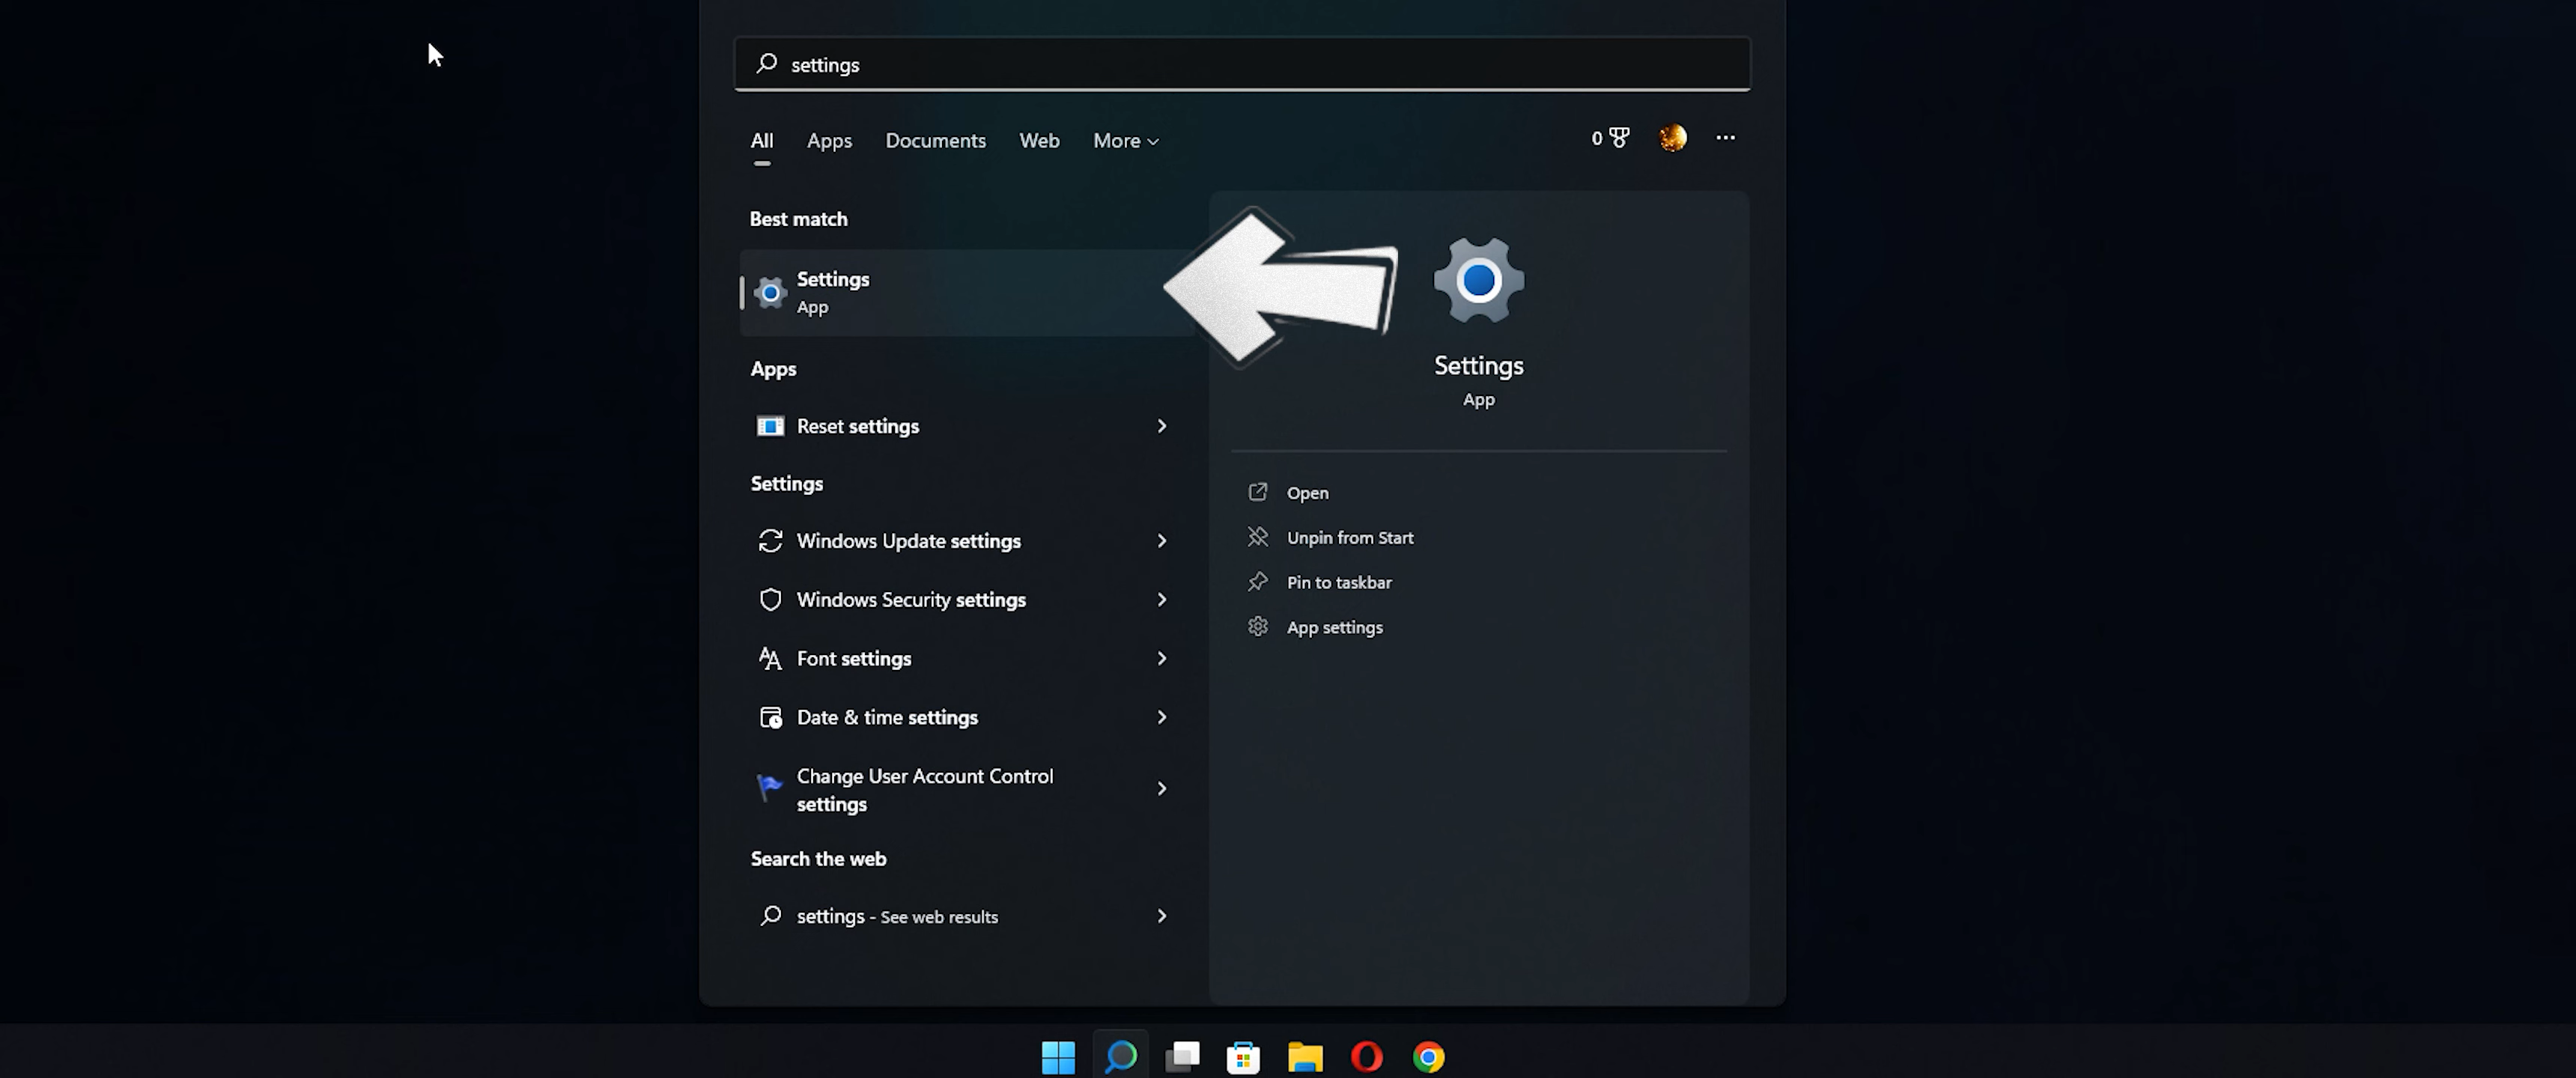 settings
All Apps Documents Web More
0
Best match
Settings
App
Apps
Reset settings
Settings
Windows Update settings
Windows Security settings
Font settings
Date & time settings
Change User Account Control
settings
Search the web
settings - See web results
Settings
App
Open
Unpin from Start
Pin to taskbar
App settings